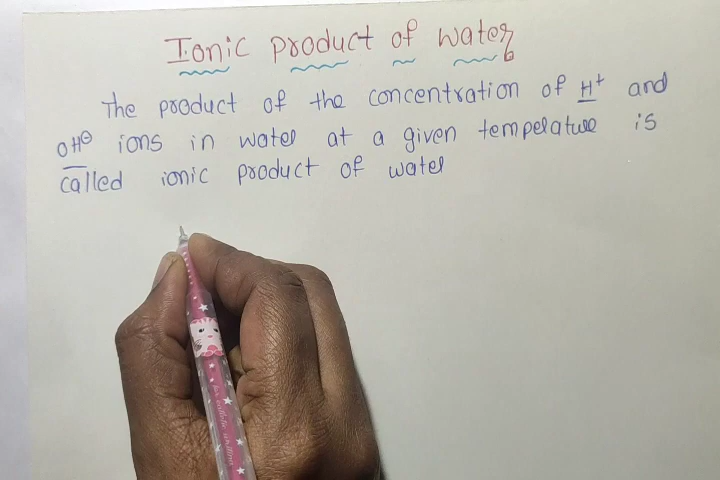 Ionic product of water
The product of the concentration of H⁺ and
OH⊖ ions in water at a given temperature is
called ionic product of water